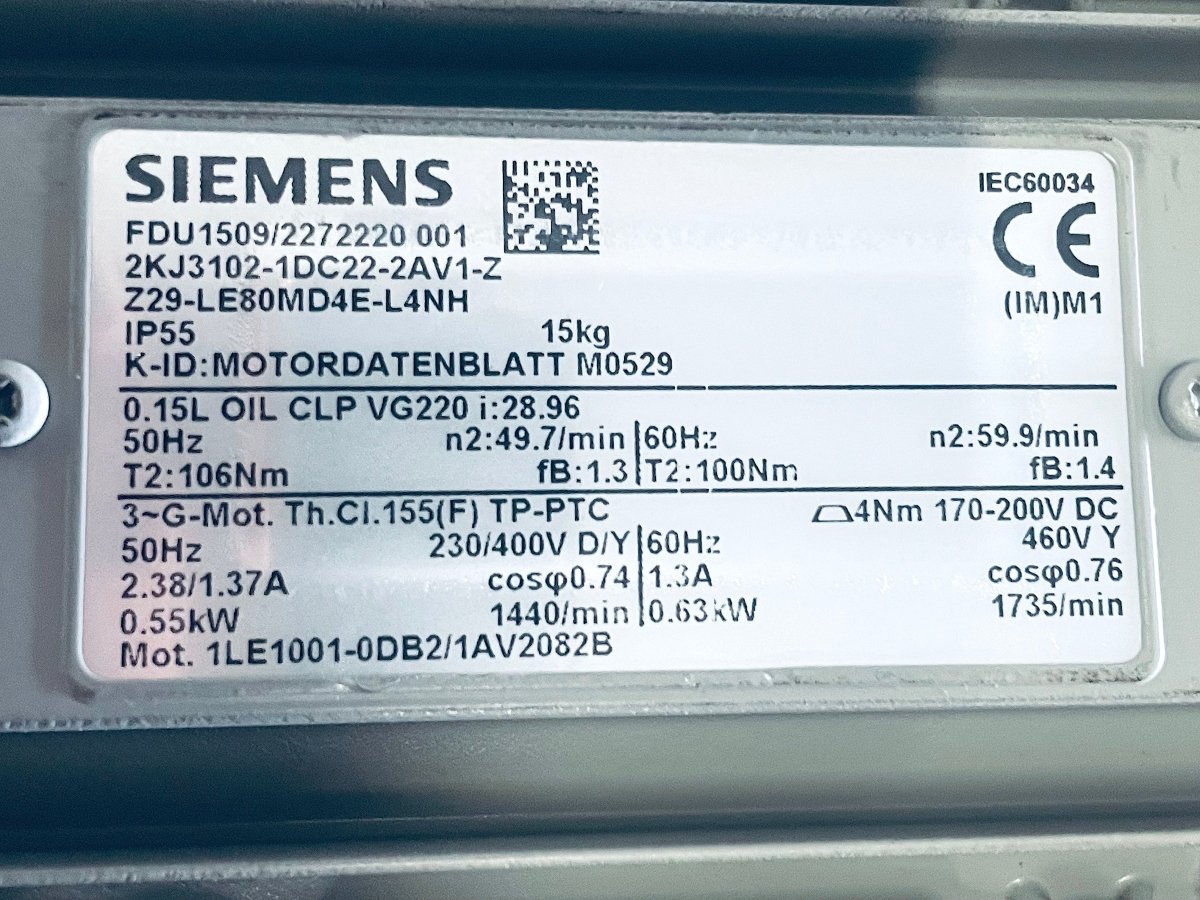 SIEMENS
IEC60034
FDU1509/2272220 001
CE
2KJ3102-1DC22-2AV1-Z
Z29-LE80MD4E-L4NH
(IM)M1
IP55 15kg
K-ID:MOTORDATENBLATT M0529
0.15L OIL CLP VG220 i:28.96
50Hz n2:49.7/min 60Hz n2:59.9/min
T2:106Nm fB:1.3 T2:100Nm fB:1.4
3~G-Mot. Th.Cl.155(F) TP-PTC 4Nm 170-200V DC
50Hz 230/400V D/Y 60Hz 460V Y
2.38/1.37A cosφ0.74 1.3A cosφ0.76
0.55kW 1440/min 0.63kW 1735/min
Mot. 1LE1001-0DB2/1AV2082B